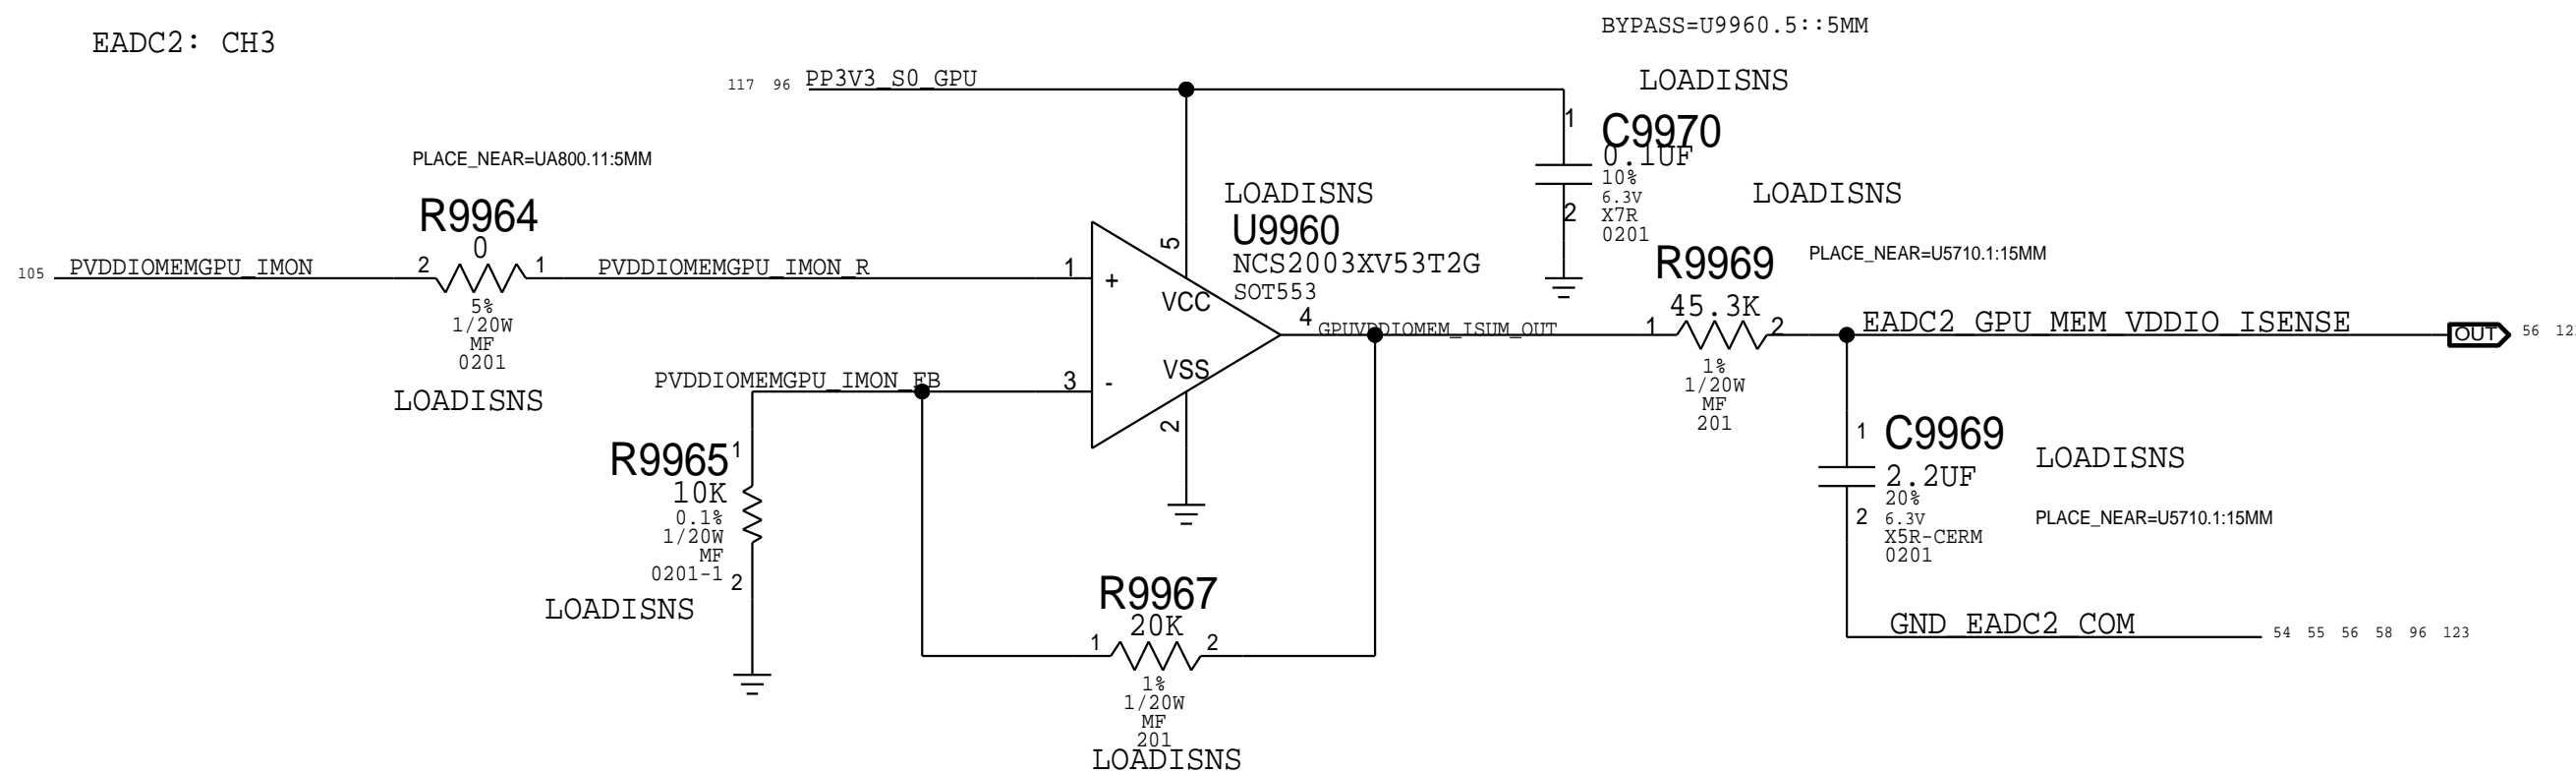 EADC2: CH3
BYPASS=U9960.5::5MM
117 96 PP3V3_S0_GPU
LOADISNS
1
C9970
0.1UF
10%
6.3V
X7R
0201
2
PLACE_NEAR=UA800.11:5MM
R9964
0
105 PVDDIOMEMGPU_IMON
2
1
PVDDIOMEMGPU_IMON_R
5%
1/20W
MF
0201
LOADISNS
LOADISNS
U9960
NCS2003XV53T2G
SOT553
5
1
+
VCC
4
VSS
3
-
2
GPUVDDIOMEM_ISUM_OUT
PVDDIOMEMGPU_IMON_FB
LOADISNS
PLACE_NEAR=U5710.1:15MM
R9969
45.3K
1
2
1%
1/20W
MF
201
EADC2_GPU_MEM_VDDIO_ISENSE
OUT
56
R9965
1
10K
0.1%
1/20W
MF
0201-1
2
LOADISNS
1
C9969
2.2UF
20%
2
6.3V
X5R-CERM
0201
LOADISNS
PLACE_NEAR=U5710.1:15MM
R9967
20K
1
2
1%
1/20W
MF
201
LOADISNS
GND_EADC2_COM
54 55 56 58 96 123